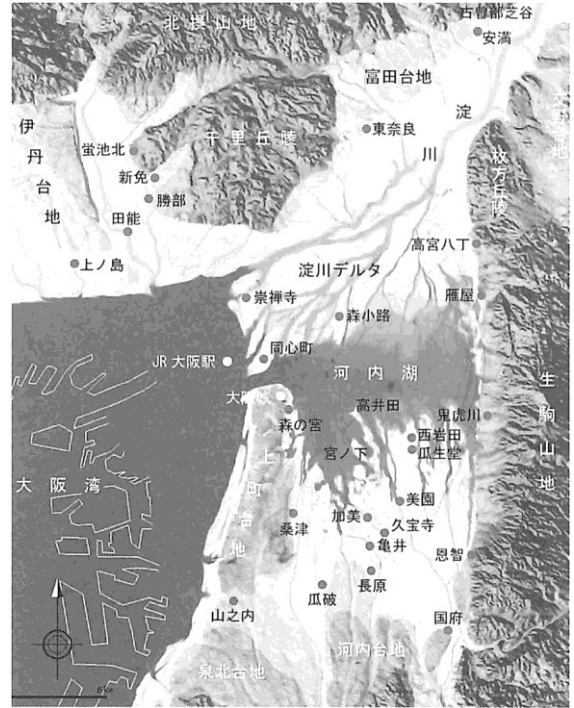 北摂山地
古曽部之谷
安満
富田台地
淀
川
東奈良
千里丘陵
伊
丹
台
地
蛍池北
新免
勝部
田能
上ノ島
枚方丘陵
高宮八丁
淀川デルタ
崇禅寺
雁屋
森小路
同心町
JR 大阪駅
河内湖
生駒山地
大阪城
高井田
鬼虎川
森の宮
西岩田
瓜生堂
宮ノ下
上町台地
大阪湾
美園
加美
桑津
久宝寺
亀井
恩智
長原
瓜破
山之内
国府
河内台地
泉北台地